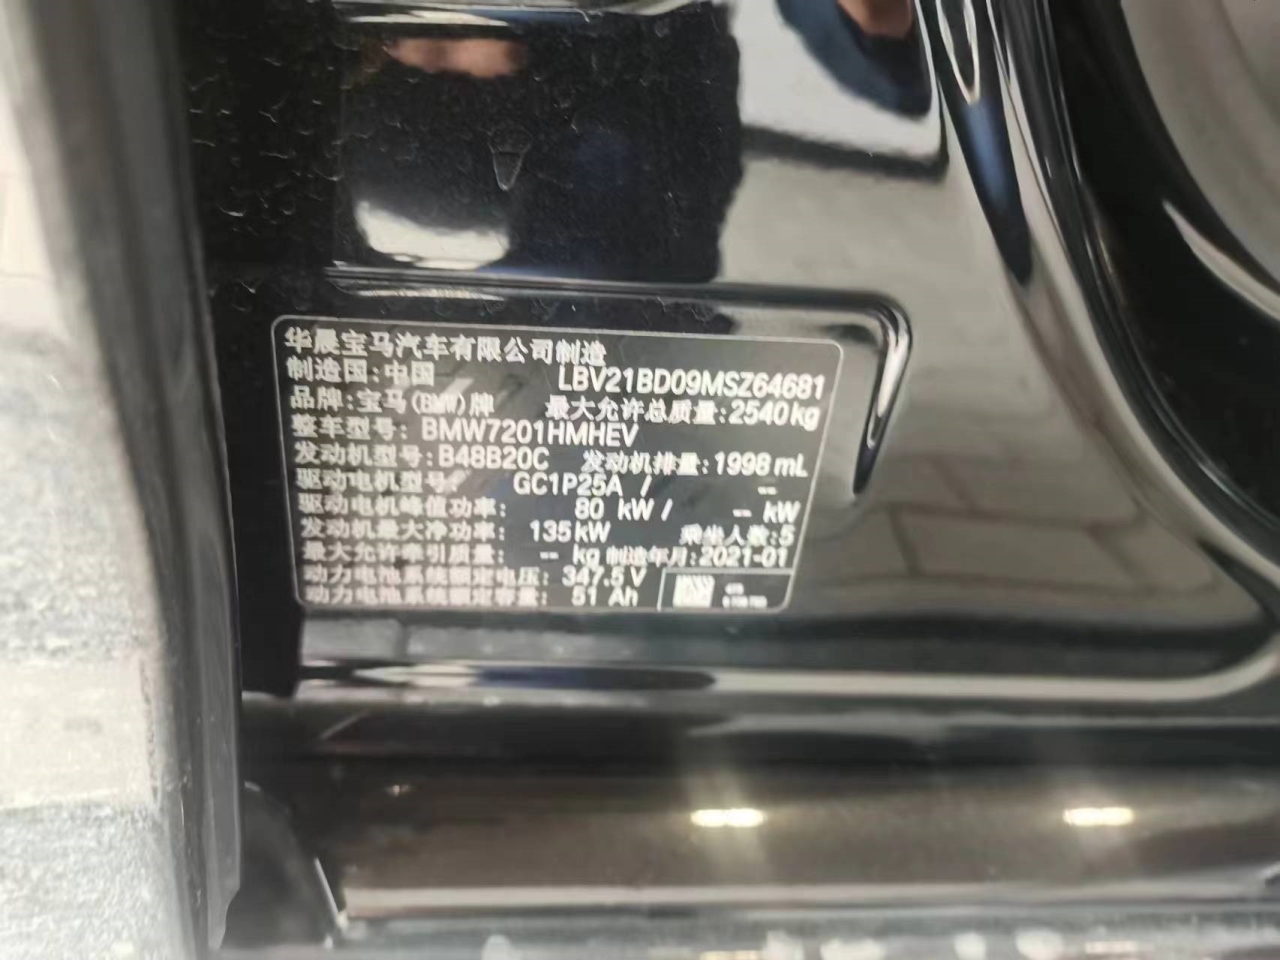 华晨宝马汽车有限公司制造
制造国:中国 LBV21BD09MSZ64681
品牌:宝马(BMW)牌 最大允许总质量:2540kg
整车型号: BMW7201HMHEV
发动机型号:B48B20C 发动机排量:1998mL
驱动电机型号: GC1P25A / --
驱动电机峰值功率: 80 kW / -- kW
发动机最大净功率: 135kW 乘坐人数:5
最大允许牵引质量: -- kg 制造年月:2021-01
动力电池系统额定电压: 347.5 V
动力电池系统额定容量: 51 Ah